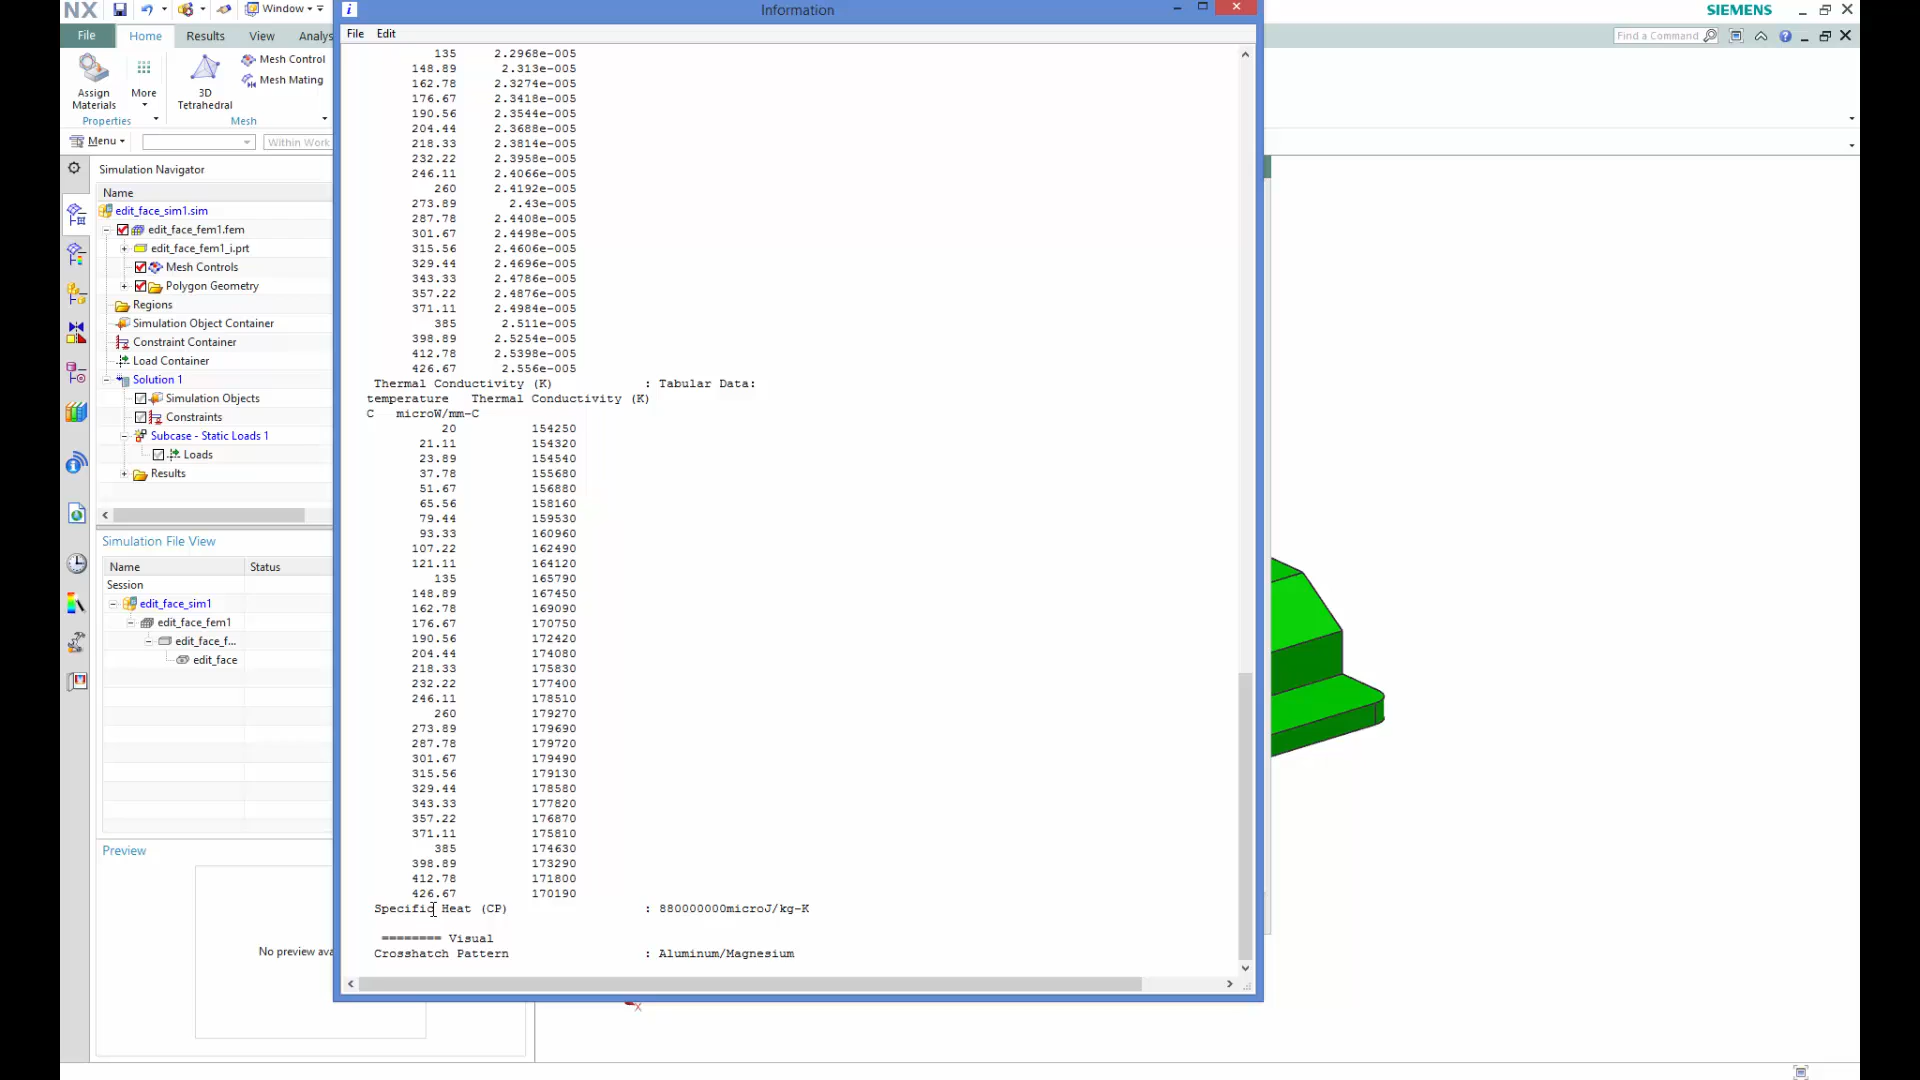 NX
Window
Information
SIEMENS
File
Home
Results
View
Analys
File
Edit
Find a Command
Mesh Control
Mesh Mating
Assign
Materials
More
3D
Tetrahedral
Properties
Mesh
Menu
Within Work
Simulation Navigator
Name
edit_face_sim1.sim
edit_face_fem1.fem
edit_face_fem1_i.prt
Mesh Controls
Polygon Geometry
Regions
Simulation Object Container
Constraint Container
Load Container
Solution 1
Simulation Objects
Constraints
Subcase - Static Loads 1
Loads
Results
Simulation File View
Name Status
Session
edit_face_sim1
edit_face_fem1
edit_face_f...
edit_face
Preview
No preview ava
135 2.2968e-005
148.89 2.313e-005
162.78 2.3274e-005
176.67 2.3418e-005
190.56 2.3544e-005
204.44 2.3688e-005
218.33 2.3814e-005
232.22 2.3958e-005
246.11 2.4066e-005
260 2.4192e-005
273.89 2.43e-005
287.78 2.4408e-005
301.67 2.4498e-005
315.56 2.4606e-005
329.44 2.4696e-005
343.33 2.4786e-005
357.22 2.4876e-005
371.11 2.4984e-005
385 2.511e-005
398.89 2.5254e-005
412.78 2.5398e-005
426.67 2.556e-005
Thermal Conductivity (K) : Tabular Data:
temperature Thermal Conductivity (K)
C microW/mm-C
20 154250
21.11 154320
23.89 154540
37.78 155680
51.67 156880
65.56 158160
79.44 159530
93.33 160960
107.22 162490
121.11 164120
135 165790
148.89 167450
162.78 169090
176.67 170750
190.56 172420
204.44 174080
218.33 175830
232.22 177400
246.11 178510
260 179270
273.89 179690
287.78 179720
301.67 179490
315.56 179130
329.44 178580
343.33 177820
357.22 176870
371.11 175810
385 174630
398.89 173290
412.78 171800
426.67 170190
Specific Heat (CP) : 880000000microJ/kg-K
======== Visual
Crosshatch Pattern : Aluminum/Magnesium
X